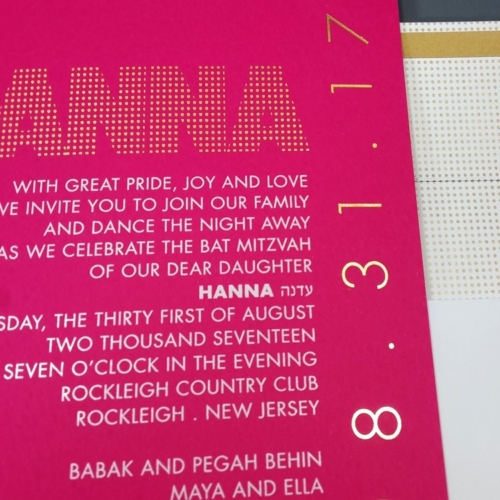 ANNA
WITH GREAT PRIDE, JOY AND LOVE
VE INVITE YOU TO JOIN OUR FAMILY
AND DANCE THE NIGHT AWAY
AS WE CELEBRATE THE BAT MITZVAH
OF OUR DEAR DAUGHTER
HANNA עדנה
SDAY, THE THIRTY FIRST OF AUGUST
TWO THOUSAND SEVENTEEN
SEVEN O'CLOCK IN THE EVENING
ROCKLEIGH COUNTRY CLUB
ROCKLEIGH . NEW JERSEY
BABAK AND PEGAH BEHIN
MAYA AND ELLA
8 . 31 . 17